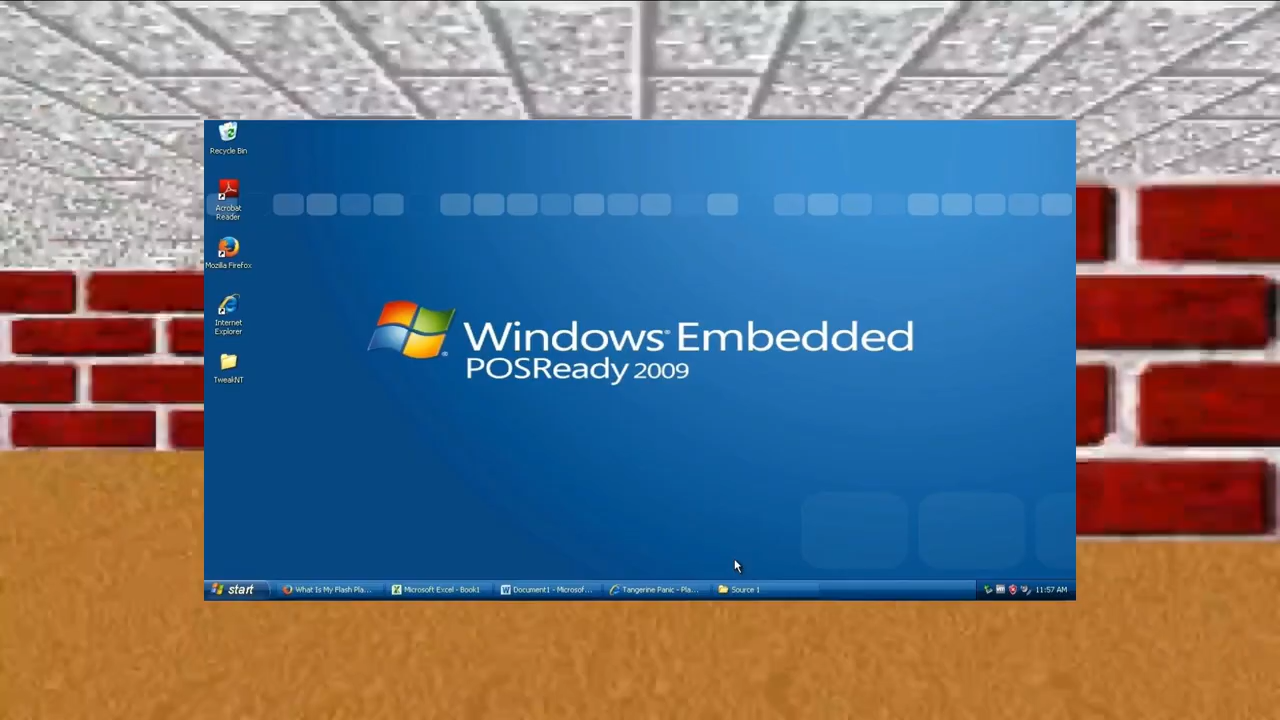 Recycle Bin
Acrobat
Reader
Mozilla Firefox
Internet
Explorer
TweakNT
Windows® Embedded
POSReady 2009
start
What Is My Flash Pla...
Microsoft Excel - Book1
Document1 - Microsof...
Tangerine Panic - Pla...
Source 1
11:57 AM